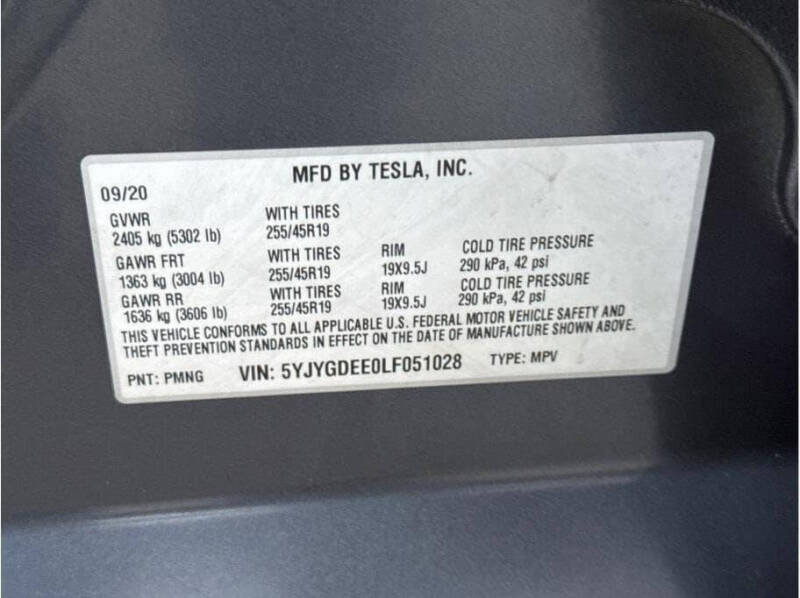 MFD BY TESLA, INC.
09/20
GVWR WITH TIRES
2405 kg (5302 lb) 255/45R19
GAWR FRT WITH TIRES RIM COLD TIRE PRESSURE
1363 kg (3004 lb) 255/45R19 19X9.5J 290 kPa, 42 psi
GAWR RR WITH TIRES RIM COLD TIRE PRESSURE
1636 kg (3606 lb) 255/45R19 19X9.5J 290 kPa, 42 psi
THIS VEHICLE CONFORMS TO ALL APPLICABLE U.S. FEDERAL MOTOR VEHICLE SAFETY AND
THEFT PREVENTION STANDARDS IN EFFECT ON THE DATE OF MANUFACTURE SHOWN ABOVE.
PNT: PMNG VIN: 5YJYGDEE0LF051028 TYPE: MPV